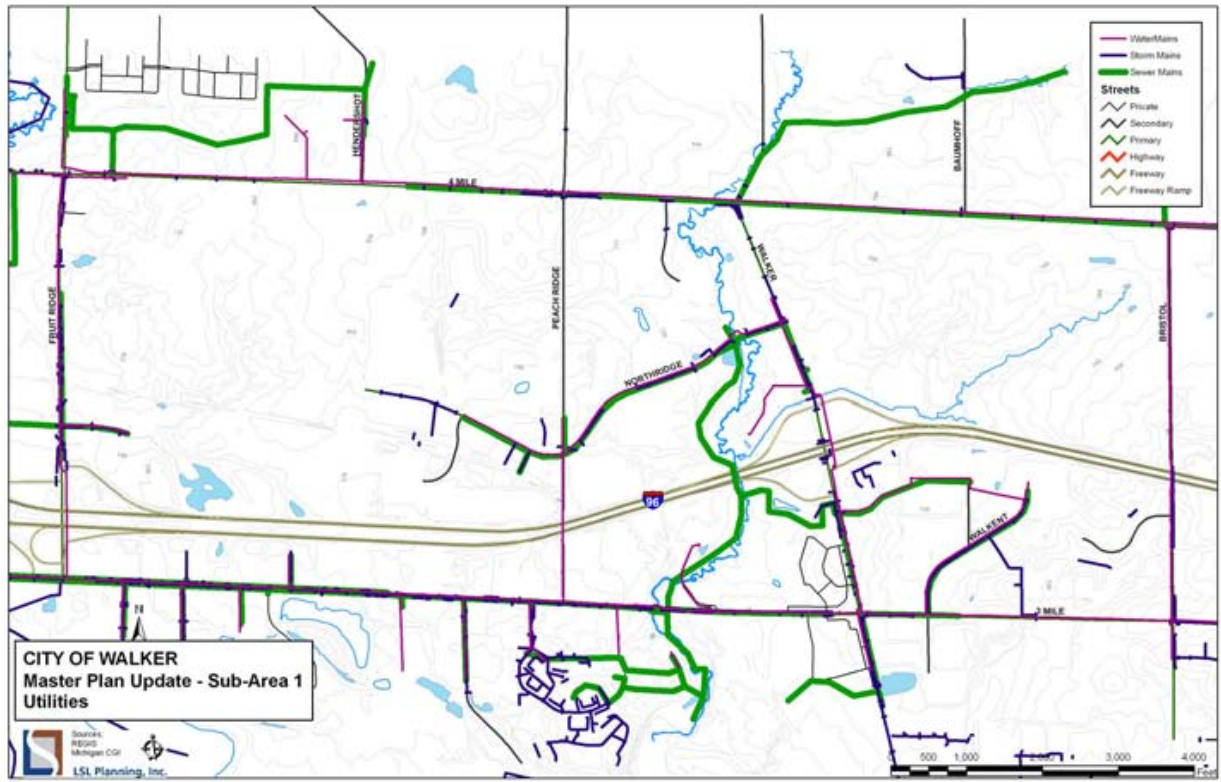 WaterMains
Storm Mains
Sewer Mains
Streets
Private
Secondary
Primary
Highway
Freeway
Freeway Ramp
HENDERSHOT
BAUMHOFF
4 MILE
WALKER
FRUIT RIDGE
PEACH RIDGE
BRISTOL
NORTHRIDGE
96
WALKENT
3 MILE
N
CITY OF WALKER
Master Plan Update - Sub-Area 1
Utilities
Sources:
REGIS
Michigan CGI
LSL Planning, Inc.
0 500 1,000 2,000 3,000 4,000
Feet